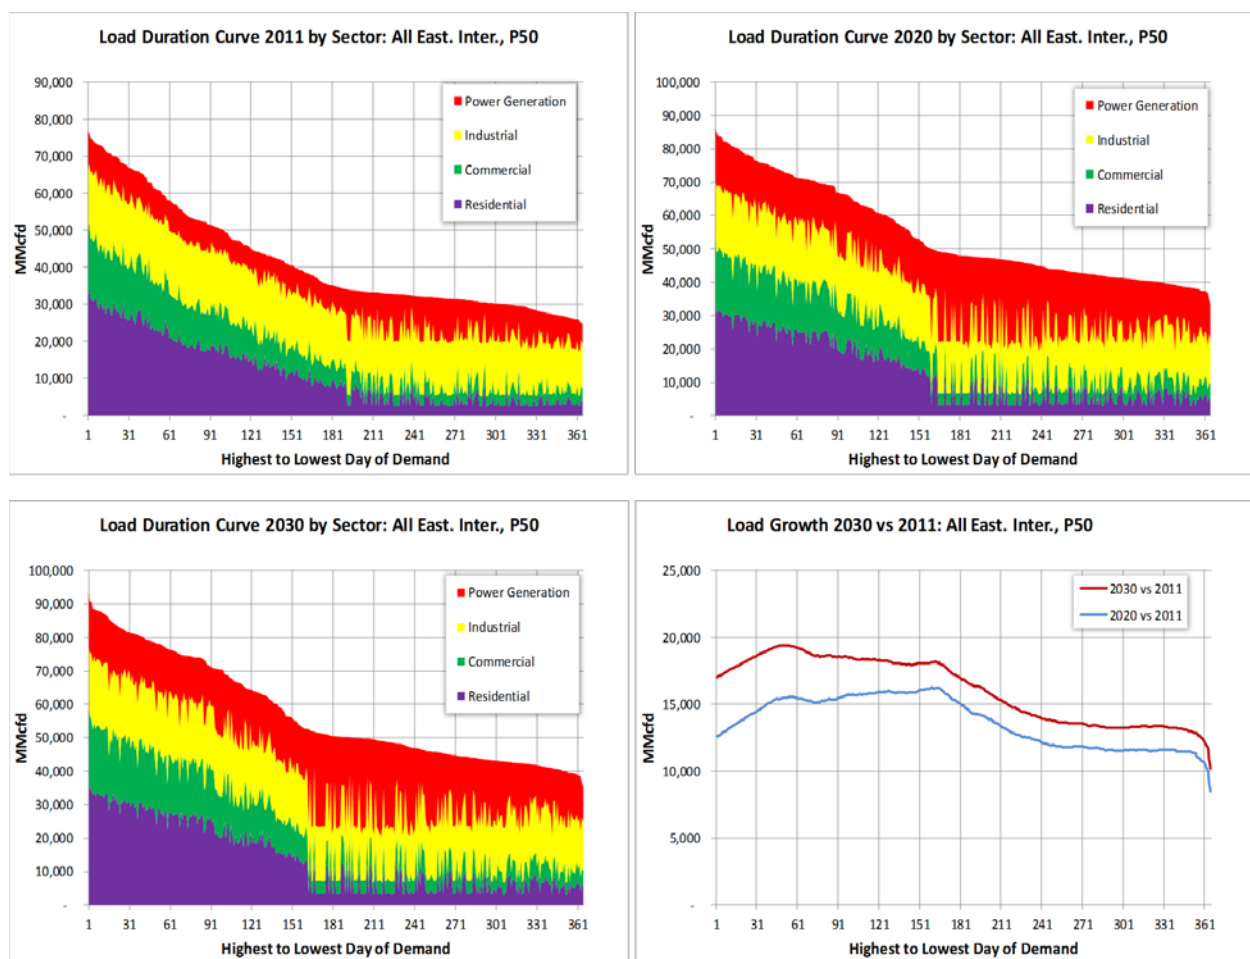 Load Duration Curve 2011 by Sector: All East. Inter., P50
90,000
80,000
70,000
60,000
50,000
40,000
30,000
20,000
10,000
-
MMcfd
Power Generation
Industrial
Commercial
Residential
1 31 61 91 121 151 181 211 241 271 301 331 361
Highest to Lowest Day of Demand
Load Duration Curve 2020 by Sector: All East. Inter., P50
100,000
90,000
80,000
70,000
60,000
50,000
40,000
30,000
20,000
10,000
-
MMcfd
Power Generation
Industrial
Commercial
Residential
1 31 61 91 121 151 181 211 241 271 301 331 361
Highest to Lowest Day of Demand
Load Duration Curve 2030 by Sector: All East. Inter., P50
100,000
90,000
80,000
70,000
60,000
50,000
40,000
30,000
20,000
10,000
-
MMcfd
Power Generation
Industrial
Commercial
Residential
1 31 61 91 121 151 181 211 241 271 301 331 361
Highest to Lowest Day of Demand
Load Growth 2030 vs 2011: All East. Inter., P50
25,000
20,000
15,000
10,000
5,000
-
MMcfd
2030 vs 2011
2020 vs 2011
1 31 61 91 121 151 181 211 241 271 301 331 361
Highest to Lowest Day of Demand